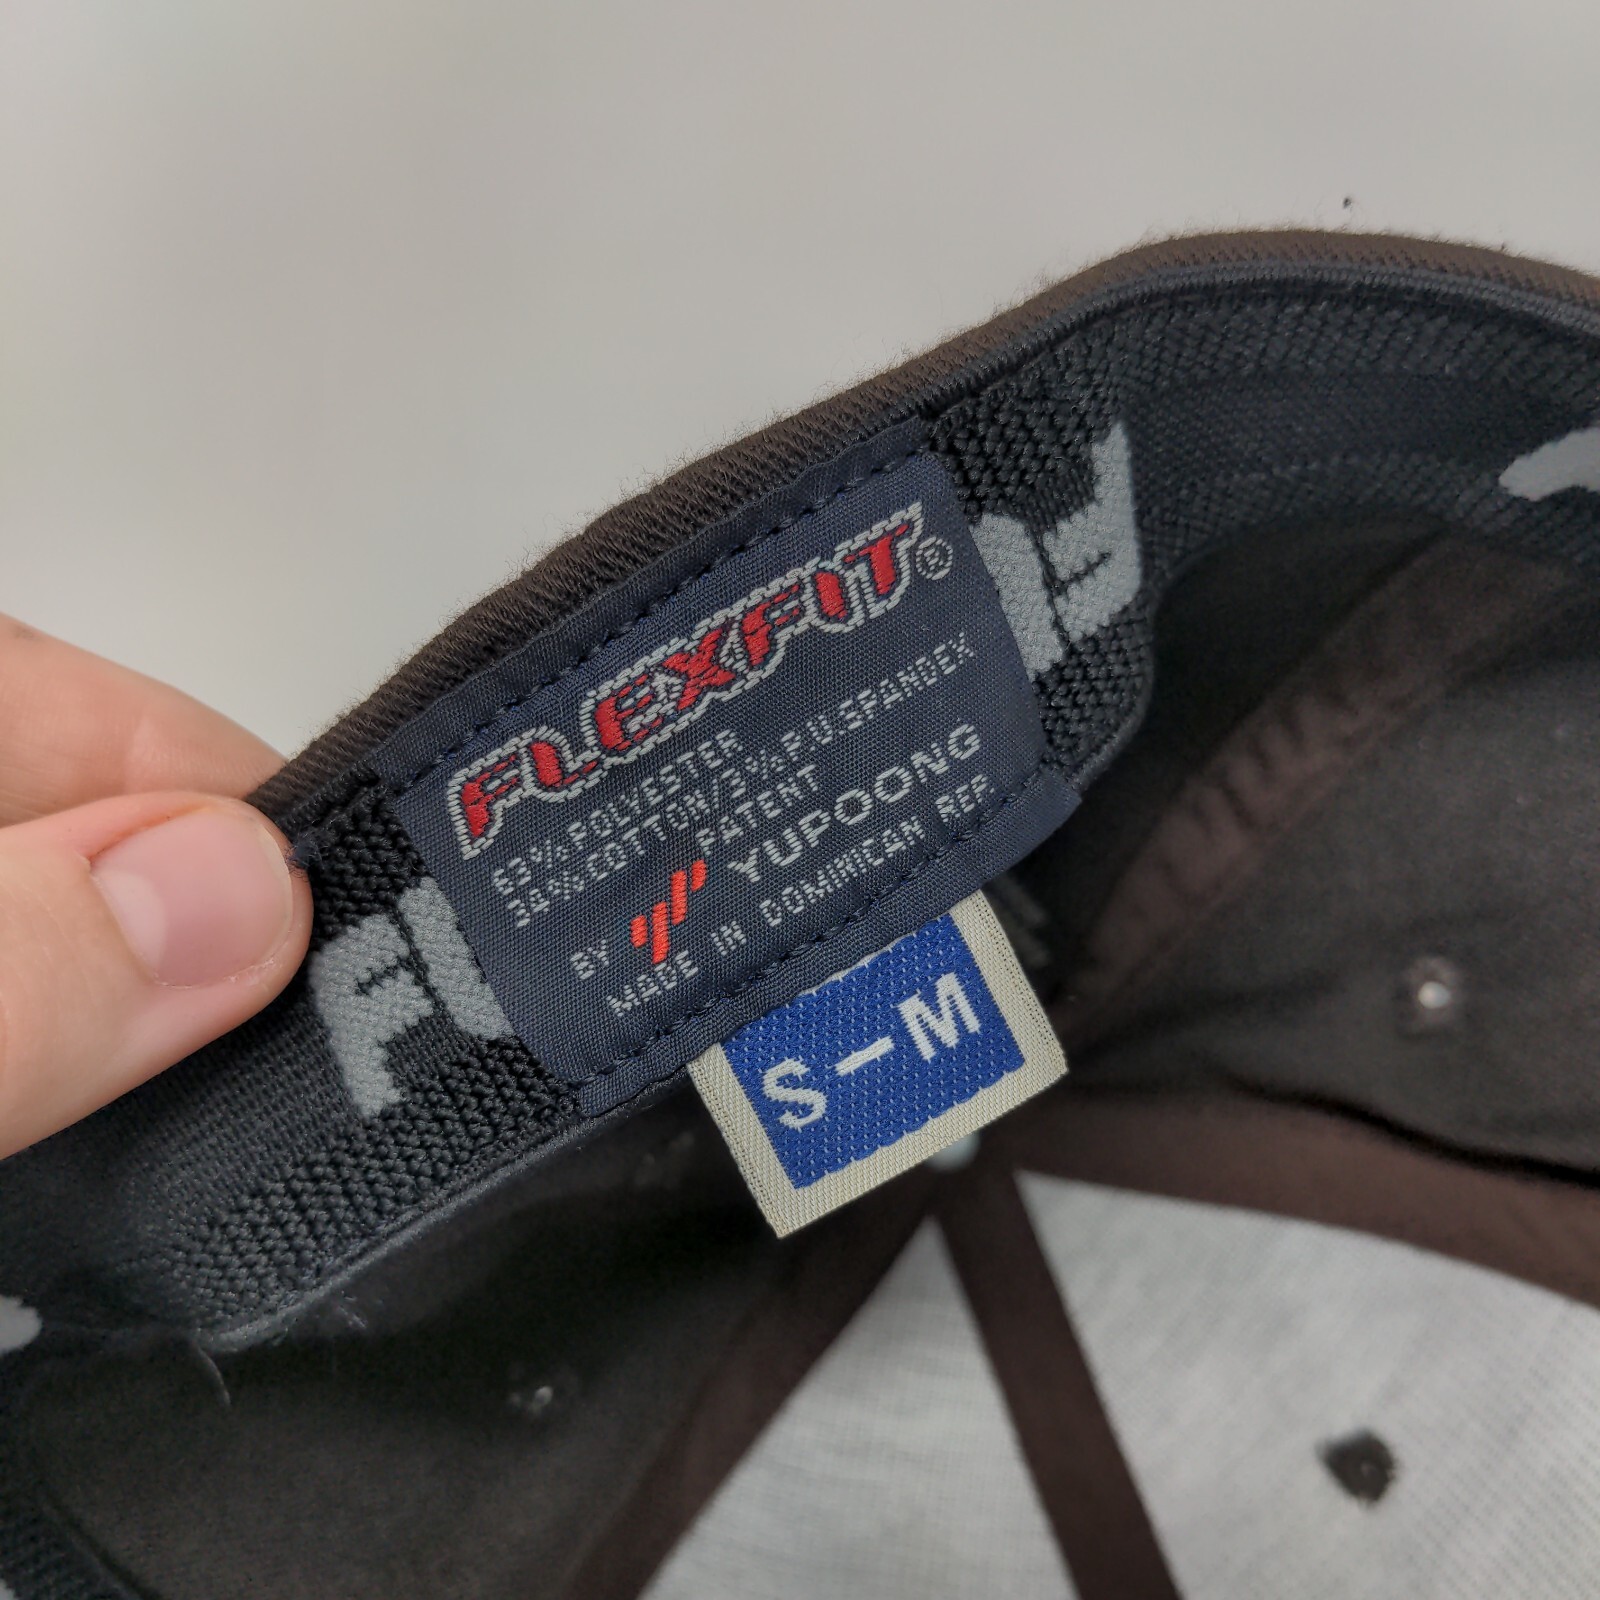 FLEXFIT®
63%POLYESTER
34%COTTON/3%P.U.SPANDEX
PATENT
BY YUPOONG
MADE IN DOMINICAN REP.
S-M